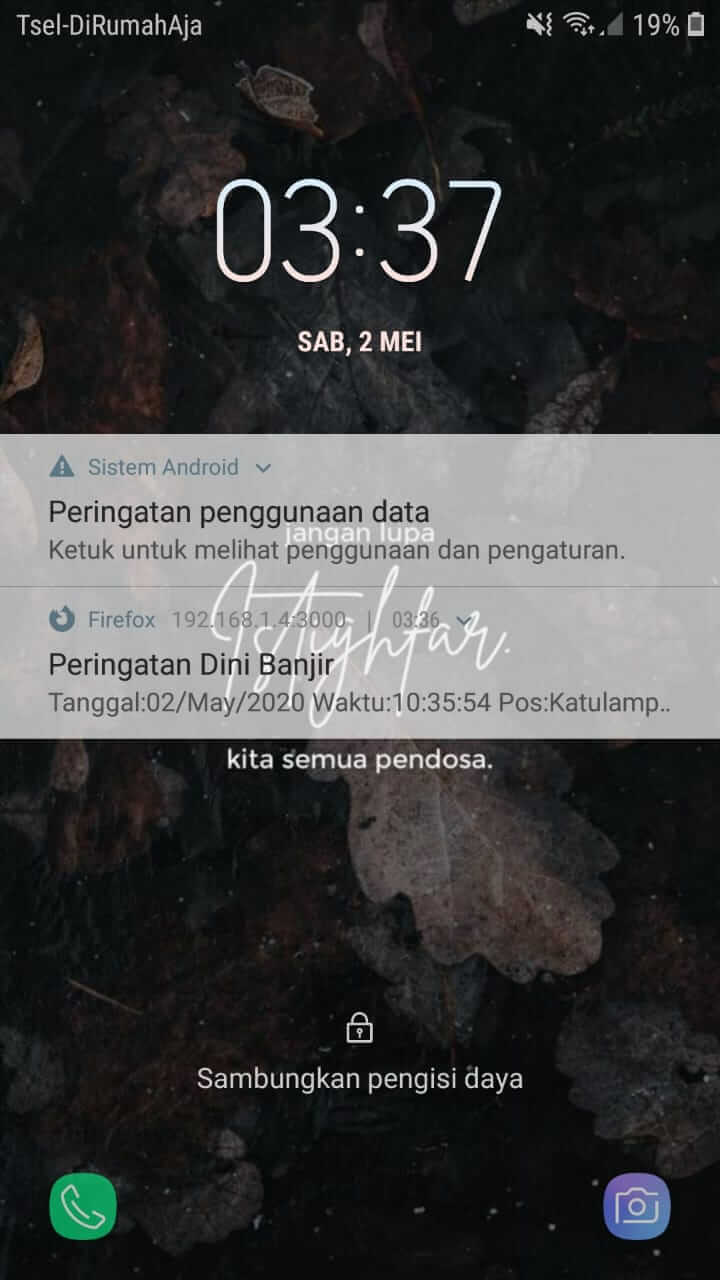 Tsel-DiRumahAja 19%
03:37
SAB, 2 MEI
Sistem Android
Peringatan penggunaan data
jangan lupa
Ketuk untuk melihat penggunaan dan pengaturan.
Firefox 192.168.1.4:3000 | 03:36
Istighfar.
Peringatan Dini Banjir
Tanggal:02/May/2020 Waktu:10:35:54 Pos:Katulamp..
kita semua pendosa.
Sambungkan pengisi daya